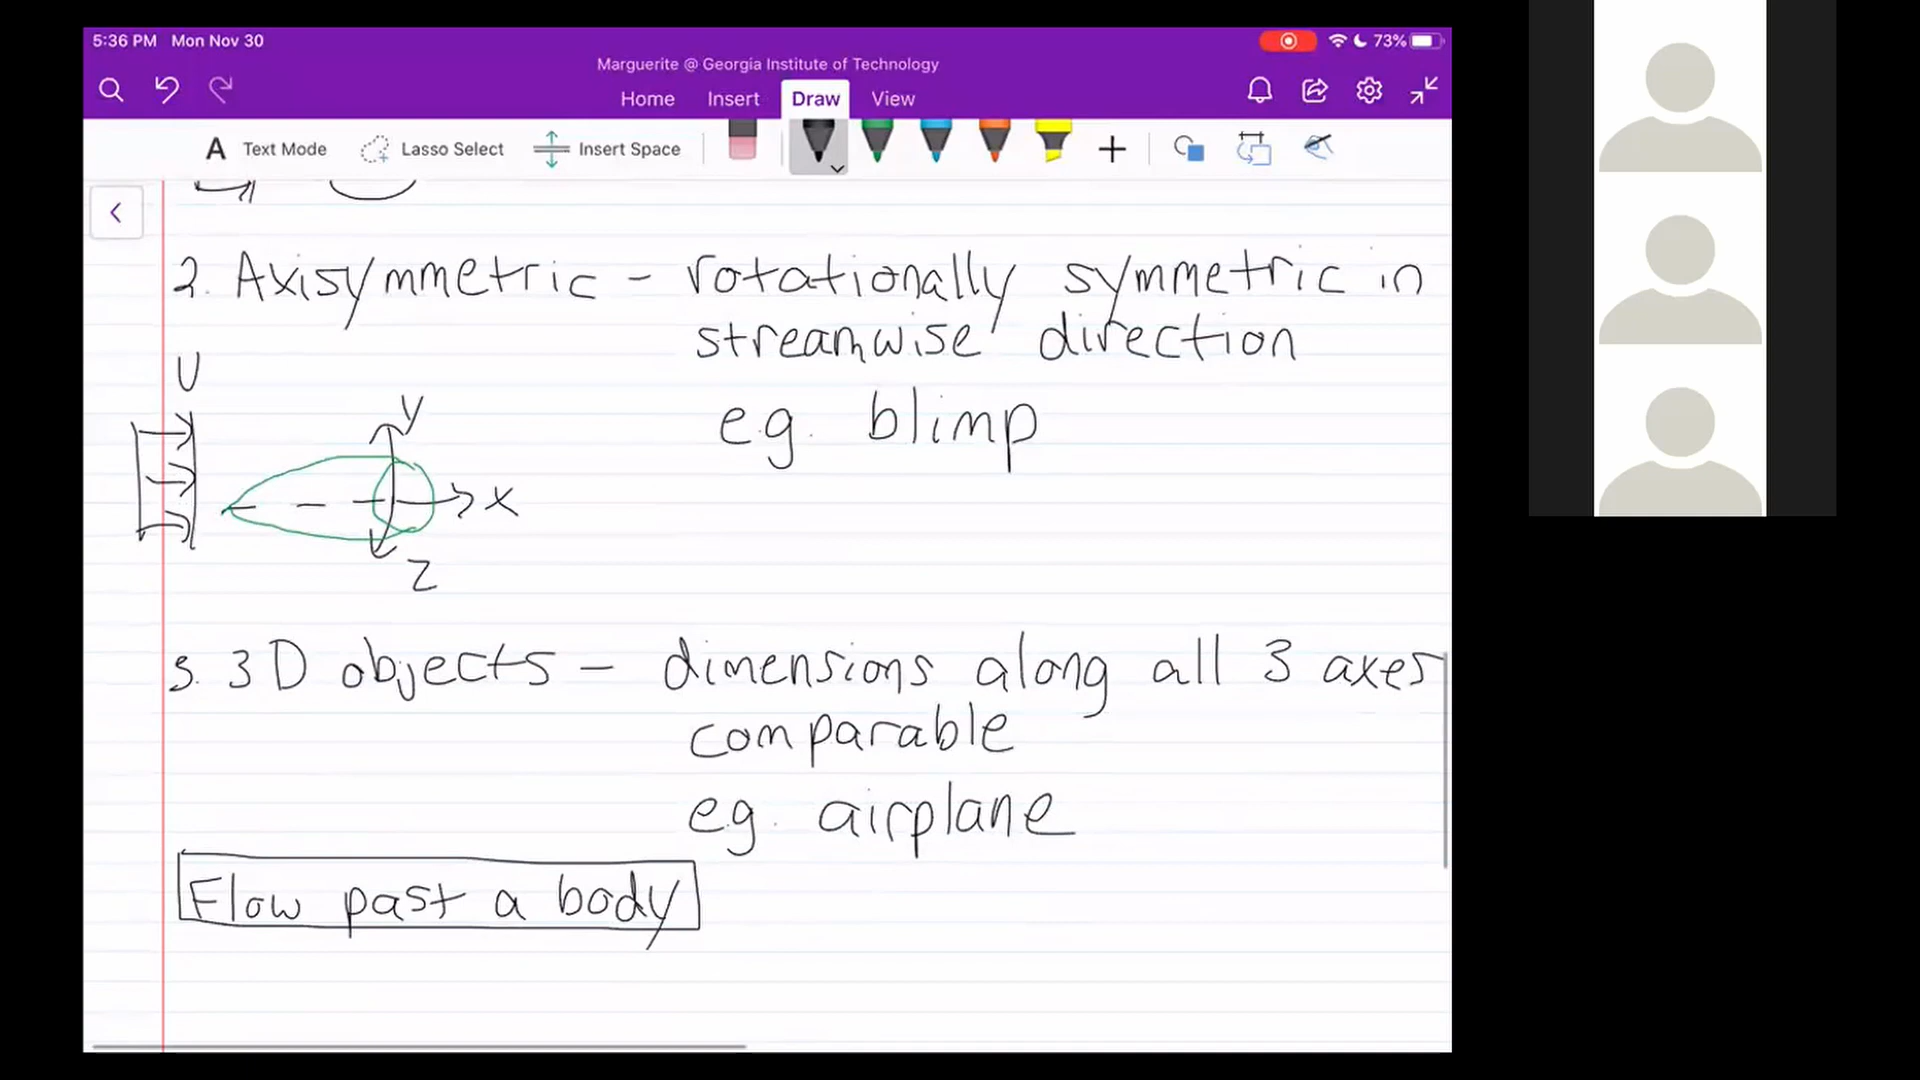 5:36 PM Mon Nov 30
73%
Marguerite @ Georgia Institute of Technology
Home Insert Draw View
A Text Mode Lasso Select Insert Space
2. Axisymmetric - rotationally symmetric in
streamwise direction
U
y
eg. blimp
x
z
3. 3D objects - dimensions along all 3 axes
comparable
eg. airplane
Flow past a body